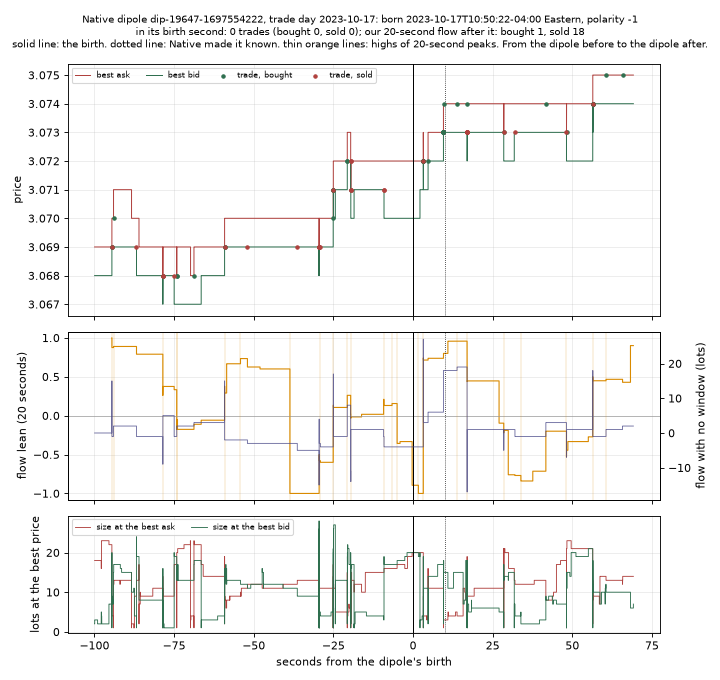 Native dipole dip-19647-1697554222, trade day 2023-10-17: born 2023-10-17T10:50:22-04:00 Eastern, polarity -1
in its birth second: 0 trades (bought 0, sold 0); our 20-second flow after it: bought 1, sold 18
solid line: the birth. dotted line: Native made it known. thin orange lines: highs of 20-second peaks. From the dipole before to the dipole after.
best ask
best bid
trade, bought
trade, sold
3.075
3.074
3.073
3.072
3.071
3.070
3.069
3.068
3.067
price
1.0
0.5
0.0
−0.5
−1.0
flow lean (20 seconds)
20
10
0
−10
flow with no window (lots)
size at the best ask
size at the best bid
20
10
0
lots at the best price
−100
−75
−50
−25
0
25
50
75
seconds from the dipole's birth